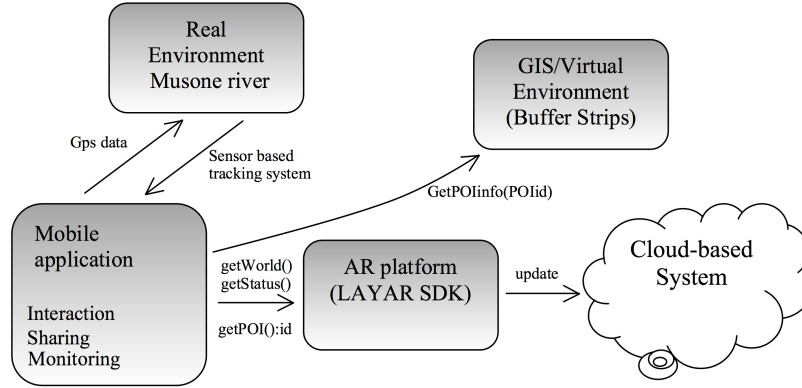 Real
Environment
Musone river
GIS/Virtual
Environment
(Buffer Strips)
Gps data
Sensor based
tracking system
GetPOIinfo(POIid)
Mobile
application
Interaction
Sharing
Monitoring
getWorld()
getStatus()
getPOI():id
AR platform
(LAYAR SDK)
update
Cloud-based
System